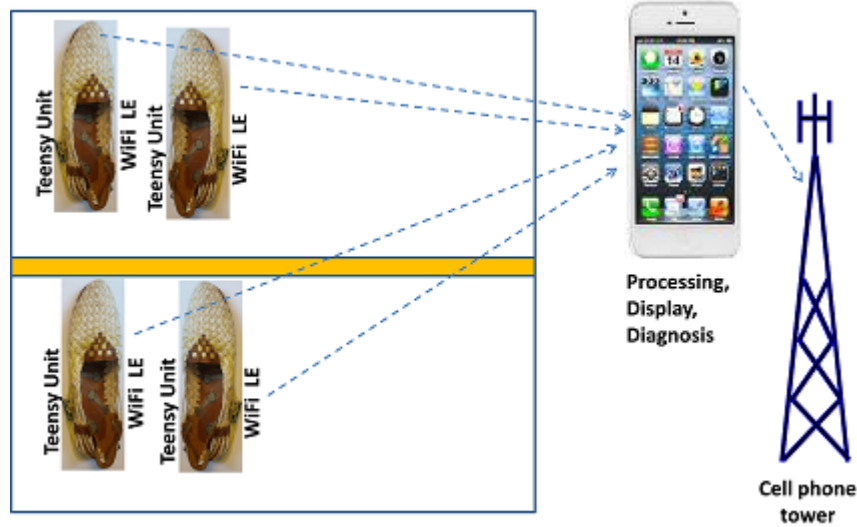 Teensy Unit
WiFi LE
Teensy Unit
WiFi LE
Teensy Unit
WiFi LE
Teensy Unit
WiFi LE
14
Processing,
Display,
Diagnosis
Cell phone
tower